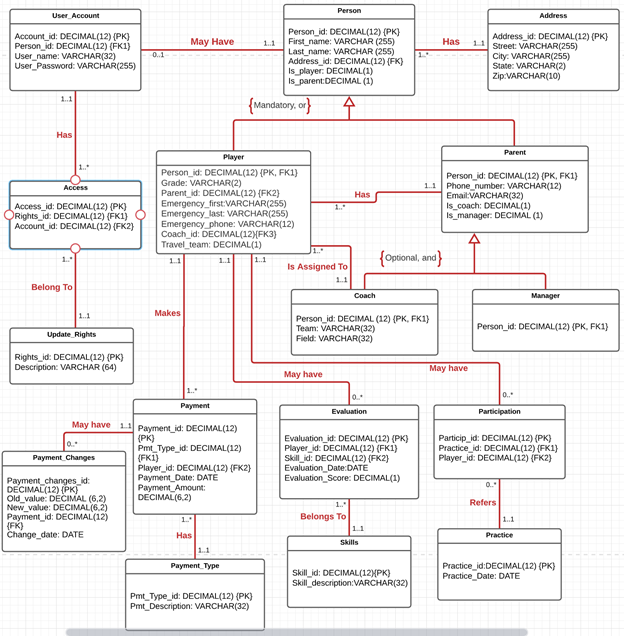 User_Account
Account_id: DECIMAL(12) {PK}
Person_id: DECIMAL(12) {FK1}
User_name: VARCHAR(32)
User_Password: VARCHAR(255)
May Have
0..1
1..1
Person
Person_id: DECIMAL(12) {PK}
First_name: VARCHAR (255)
Last_name: VARCHAR (255)
Address_id: DECIMAL(12) {FK}
Is_player: DECIMAL(1)
Is_parent:DECIMAL (1)
Has
1..*
1..1
Address
Address_id: DECIMAL(12) {PK}
Street: VARCHAR(255)
City: VARCHAR(255)
State: VARCHAR(2)
Zip:VARCHAR(10)
1..1
Has
1..*
{Mandatory, or}
Access
Access_id: DECIMAL(12) {PK}
Rights_id: DECIMAL(12) {FK1}
Account_id: DECIMAL(12) {FK2}
Player
Person_id: DECIMAL(12) {PK, FK1}
Grade: VARCHAR(2)
Parent_id: DECIMAL(12) {FK2}
Emergency_first:VARCHAR(255)
Emergency_last: VARCHAR(255)
Emergency_phone: VARCHAR(12)
Coach_id: DECIMAL(12){FK3}
Travel_team: DECIMAL(1)
Has
1..*
1..1
Parent
Person_id: DECIMAL(12) {PK, FK1}
Phone_number: VARCHAR(12)
Email:VARCHAR(32)
Is_coach: DECIMAL(1)
Is_manager: DECIMAL (1)
1..1
Belong To
1..*
1..*
Is Assigned To
1..1
{Optional, and}
Coach
Person_id: DECIMAL (12) {PK, FK1}
Team: VARCHAR(32)
Field: VARCHAR(32)
Manager
Person_id: DECIMAL (12) {PK, FK1}
Update_Rights
Rights_id: DECIMAL(12) {PK}
Description: VARCHAR (64)
1..1
1..1
1..1
Makes
1..*
May have
0..*
May have
0..*
Payment
Payment_id: DECIMAL(12)
{PK}
Pmt_Type_id: DECIMAL(12)
{FK1}
Player_id: DECIMAL(12) {FK2}
Payment_Date: DATE
Payment_Amount:
DECIMAL(6,2)
May have
1..1
0..*
Payment_Changes
Payment_changes_id:
DECIMAL(12) {PK}
Old_value: DECIMAL (6,2)
New_value: DECIMAL(6,2)
Payment_id: DECIMAL(12)
{FK}
Change_date: DATE
Evaluation
Evaluation_id: DECIMAL (12) {PK}
Player_id: DECIMAL(12) {FK1}
Skill_id: DECIMAL(12) {FK2}
Evaluation_Date:DATE
Evaluation_Score: DECIMAL(1)
Participation
Particip_id: DECIMAL(12) {PK}
Practice_id: DECIMAL(12) {FK1}
Player_id: DECIMAL(12) {FK2}
1..*
Has
1..1
1..*
Belongs To
1..1
0..*
Refers
1..1
Payment_Type
Pmt_Type_id: DECIMAL(12) {PK}
Pmt_Description: VARCHAR(32)
Skills
Skill_id: DECIMAL(12){PK}
Skill_description:VARCHAR(32)
Practice
Practice_id:DECIMAL(12) {PK}
Practice_Date: DATE